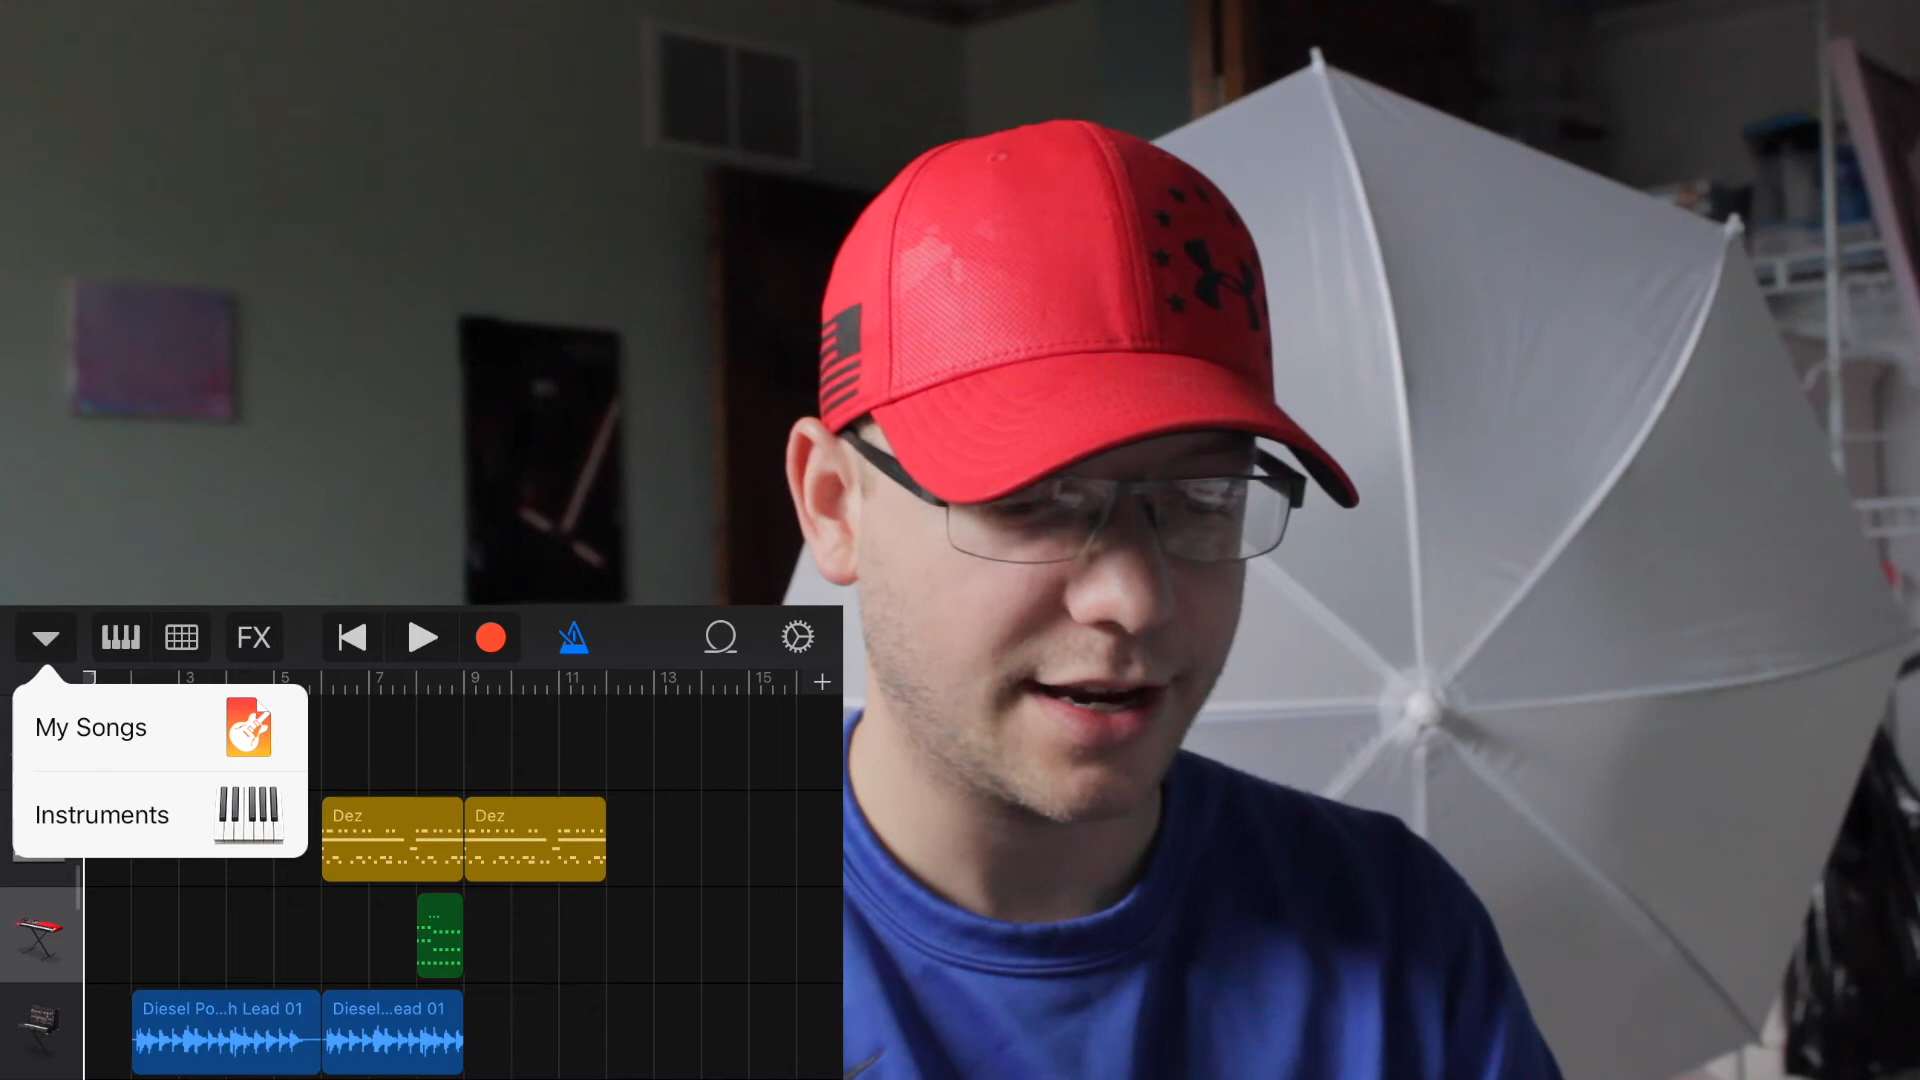 FX
3 5 7 9 11 13 15
My Songs
Instruments
Dez Dez
...
Diesel Po...h Lead 01 Diesel...ead 01